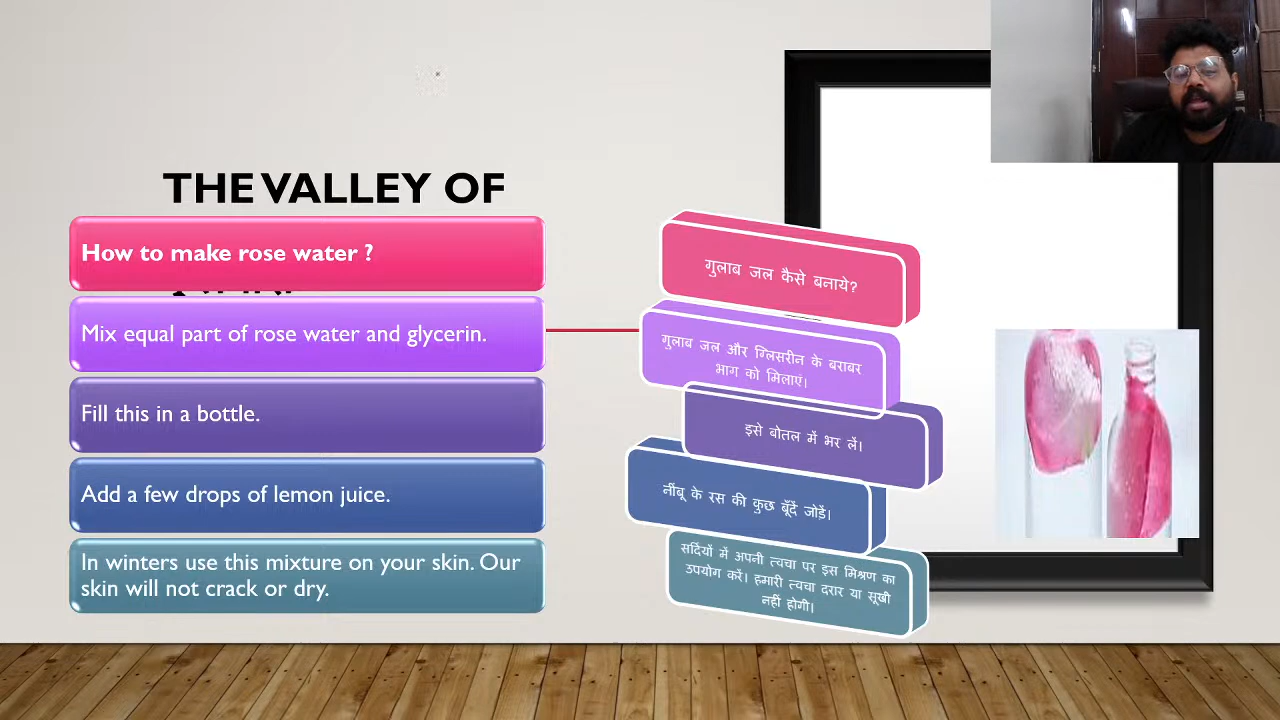 THE VALLEY OF
How to make rose water ?
Mix equal part of rose water and glycerin.
Fill this in a bottle.
Add a few drops of lemon juice.
In winters use this mixture on your skin. Our
skin will not crack or dry.
गुलाब जल कैसे बनाये?
गुलाब जल और ग्लिसरीन के बराबर
भाग को मिलाएं।
इसे बोतल में भर लें।
नींबू के रस की कुछ बूँदें जोड़ें।
सर्दियों में अपनी त्वचा पर इस मिश्रण का
उपयोग करें। हमारी त्वचा दरार या सूखी
नहीं होगी।